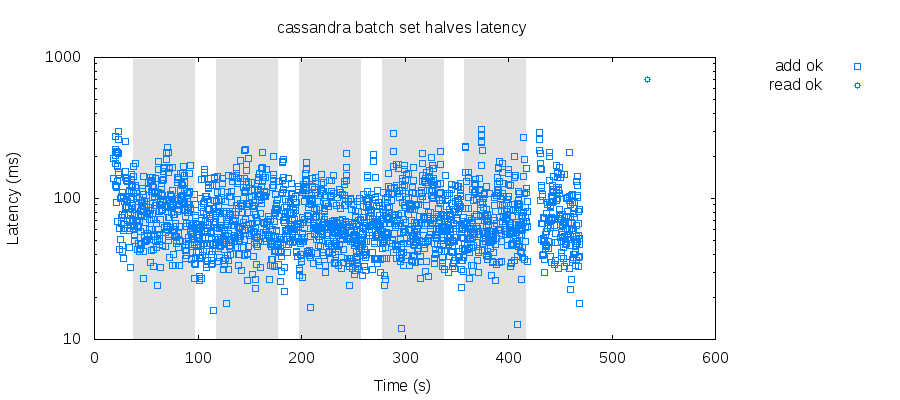 cassandra batch set halves latency
1000
100
10
Latency (ms)
0 100 200 300 400 500 600
Time (s)
add ok
read ok